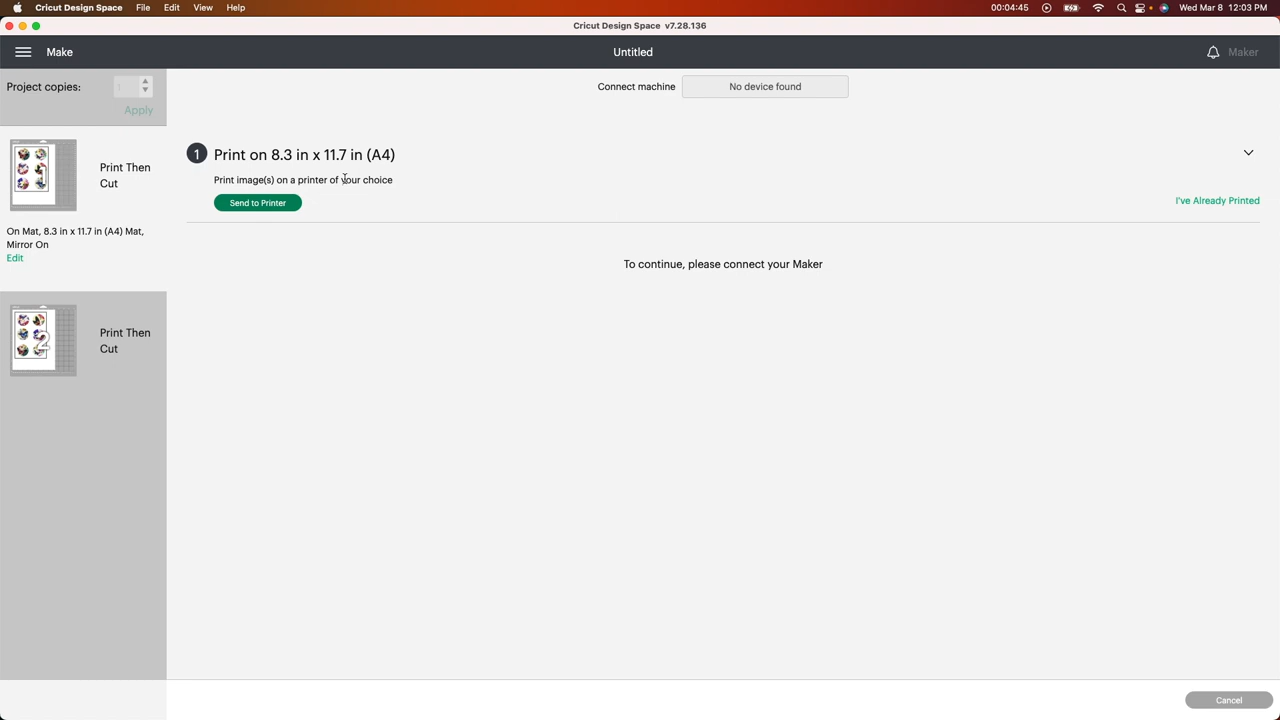 Cricut Design Space File Edit View Help 00:04:45 Wed Mar 8 12:03 PM
Cricut Design Space v7.28.136
Make Untitled Maker
Project copies: 1
Apply
Connect machine No device found
Print Then
Cut
1
On Mat, 8.3 in x 11.7 in (A4) Mat,
Mirror On
Edit
2
Print Then
Cut
1 Print on 8.3 in x 11.7 in (A4)
Print image(s) on a printer of your choice
Send to Printer I've Already Printed
To continue, please connect your Maker
Cancel